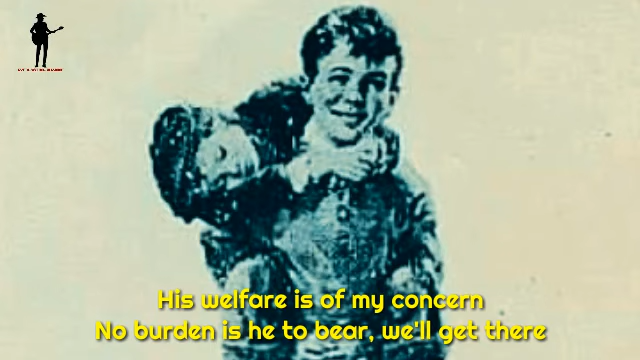 His welfare is of my concern
No burden is he to bear, we'll get there